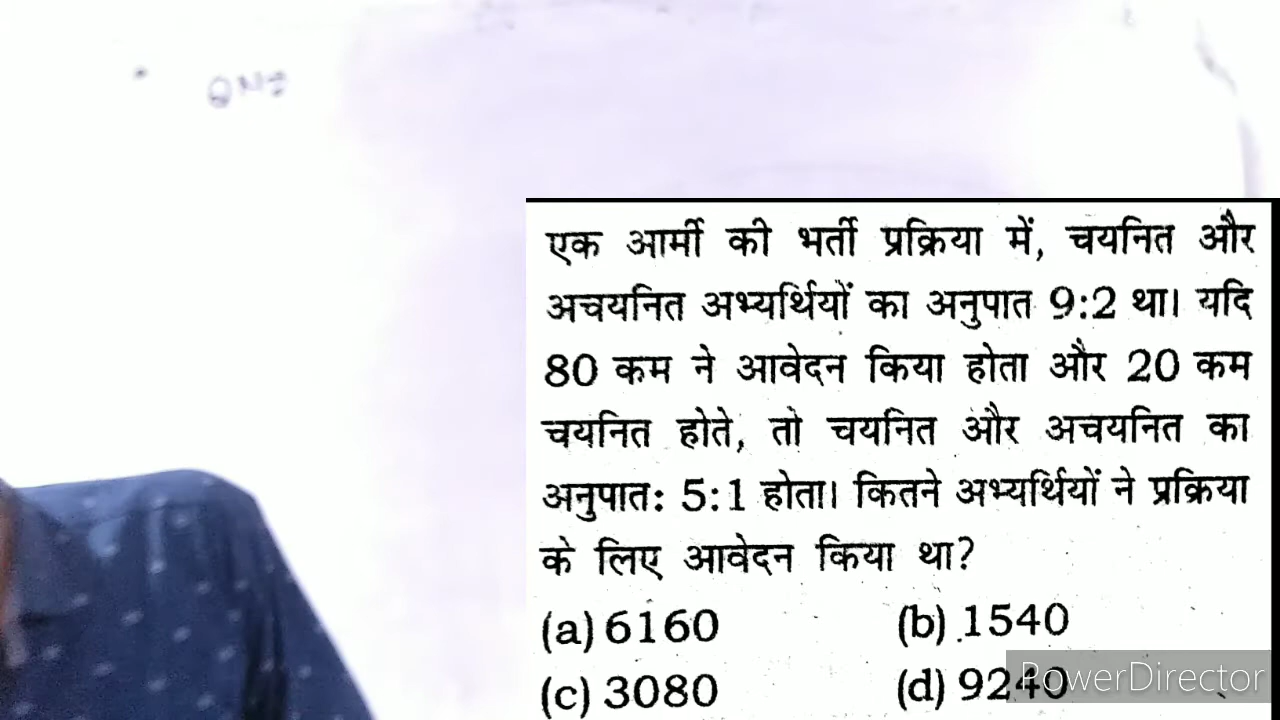 एक आर्मी की भर्ती प्रक्रिया में, चयनित और
अचयनित अभ्यर्थियों का अनुपात 9:2 था। यदि
80 कम ने आवेदन किया होता और 20 कम
चयनित होते, तो चयनित और अचयनित का
अनुपात: 5:1 होता। कितने अभ्यर्थियों ने प्रक्रिया
के लिए आवेदन किया था?
(a) 6160 (b) 1540
(c) 3080 (d) 9240
PowerDirector